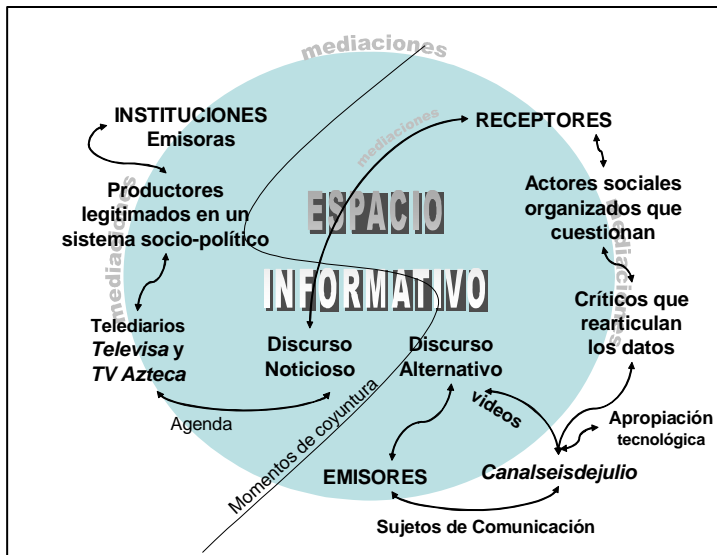 mediaciones
INSTITUCIONES
Emisoras
mediaciones
RECEPTORES
Productores
legitimados en un
sistema socio-político
Actores sociales
organizados que
cuestionan
ESPACIO
INFORMATIVO
mediaciones
mediaciones
Críticos que
rearticulan
los datos
Telediarios
Televisa y
TV Azteca
Discurso
Noticioso
Discurso
Alternativo
Agenda
Momentos de coyuntura
videos
Apropiación
tecnológica
EMISORES
Canalseisdejulio
Sujetos de Comunicación